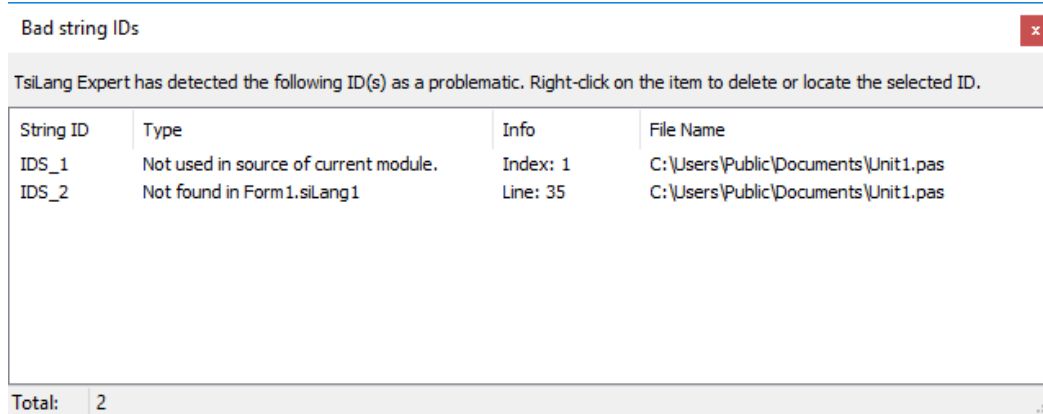 Bad string IDs
x
TsiLang Expert has detected the following ID(s) as a problematic. Right-click on the item to delete or locate the selected ID.
String ID Type Info File Name
IDS_1 Not used in source of current module. Index: 1 C:\Users\Public\Documents\Unit1.pas
IDS_2 Not found in Form1.siLang1 Line: 35 C:\Users\Public\Documents\Unit1.pas
Total: 2